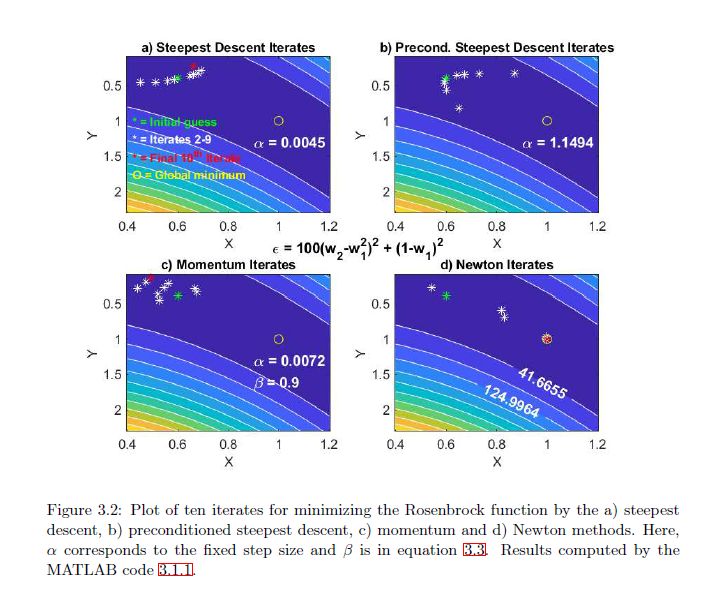 a) Steepest Descent Iterates
0.5
1
1.5
2
Y
* = Initial guess
* = Iterates 2-9
* = Final 10th Iterate
O = Global minimum
α = 0.0045
0.4 0.6 0.8 1 1.2
X
b) Precond. Steepest Descent Iterates
0.5
1
1.5
2
Y
α = 1.1494
0.4 0.6 0.8 1 1.2
X
ϵ = 100(w₂-w₁²)² + (1-w₁)²
c) Momentum Iterates
0.5
1
1.5
2
Y
α = 0.0072
β = 0.9
0.4 0.6 0.8 1 1.2
X
d) Newton Iterates
0.5
1
1.5
2
Y
41.6655
124.9964
0.4 0.6 0.8 1 1.2
X
Figure 3.2: Plot of ten iterates for minimizing the Rosenbrock function by the a) steepest
descent, b) preconditioned steepest descent, c) momentum and d) Newton methods. Here,
α corresponds to the fixed step size and β is in equation 3.3. Results computed by the
MATLAB code 3.1.1.